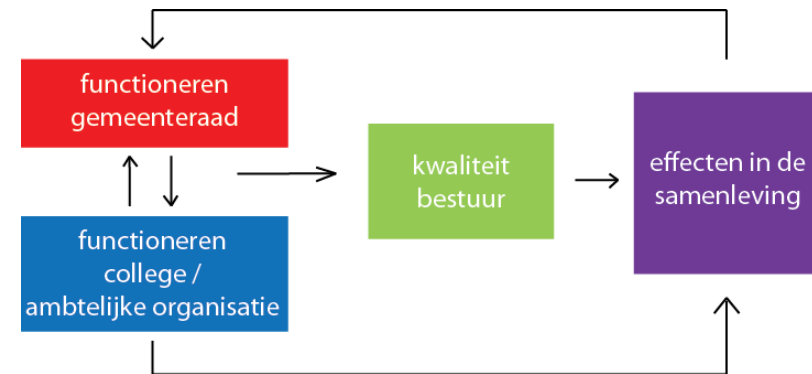 functioneren
gemeenteraad
functioneren
college /
ambtelijke organisatie
kwaliteit
bestuur
effecten in de
samenleving